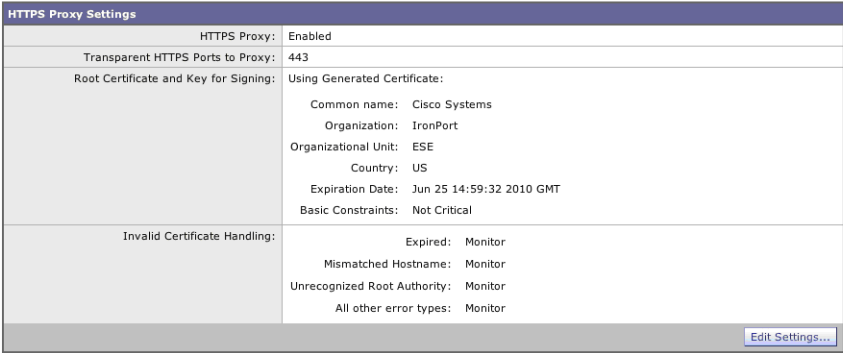 HTTPS Proxy Settings
HTTPS Proxy: Enabled
Transparent HTTPS Ports to Proxy: 443
Root Certificate and Key for Signing: Using Generated Certificate:
Common name: Cisco Systems
Organization: IronPort
Organizational Unit: ESE
Country: US
Expiration Date: Jun 25 14:59:32 2010 GMT
Basic Constraints: Not Critical
Invalid Certificate Handling:
Expired: Monitor
Mismatched Hostname: Monitor
Unrecognized Root Authority: Monitor
All other error types: Monitor
Edit Settings...